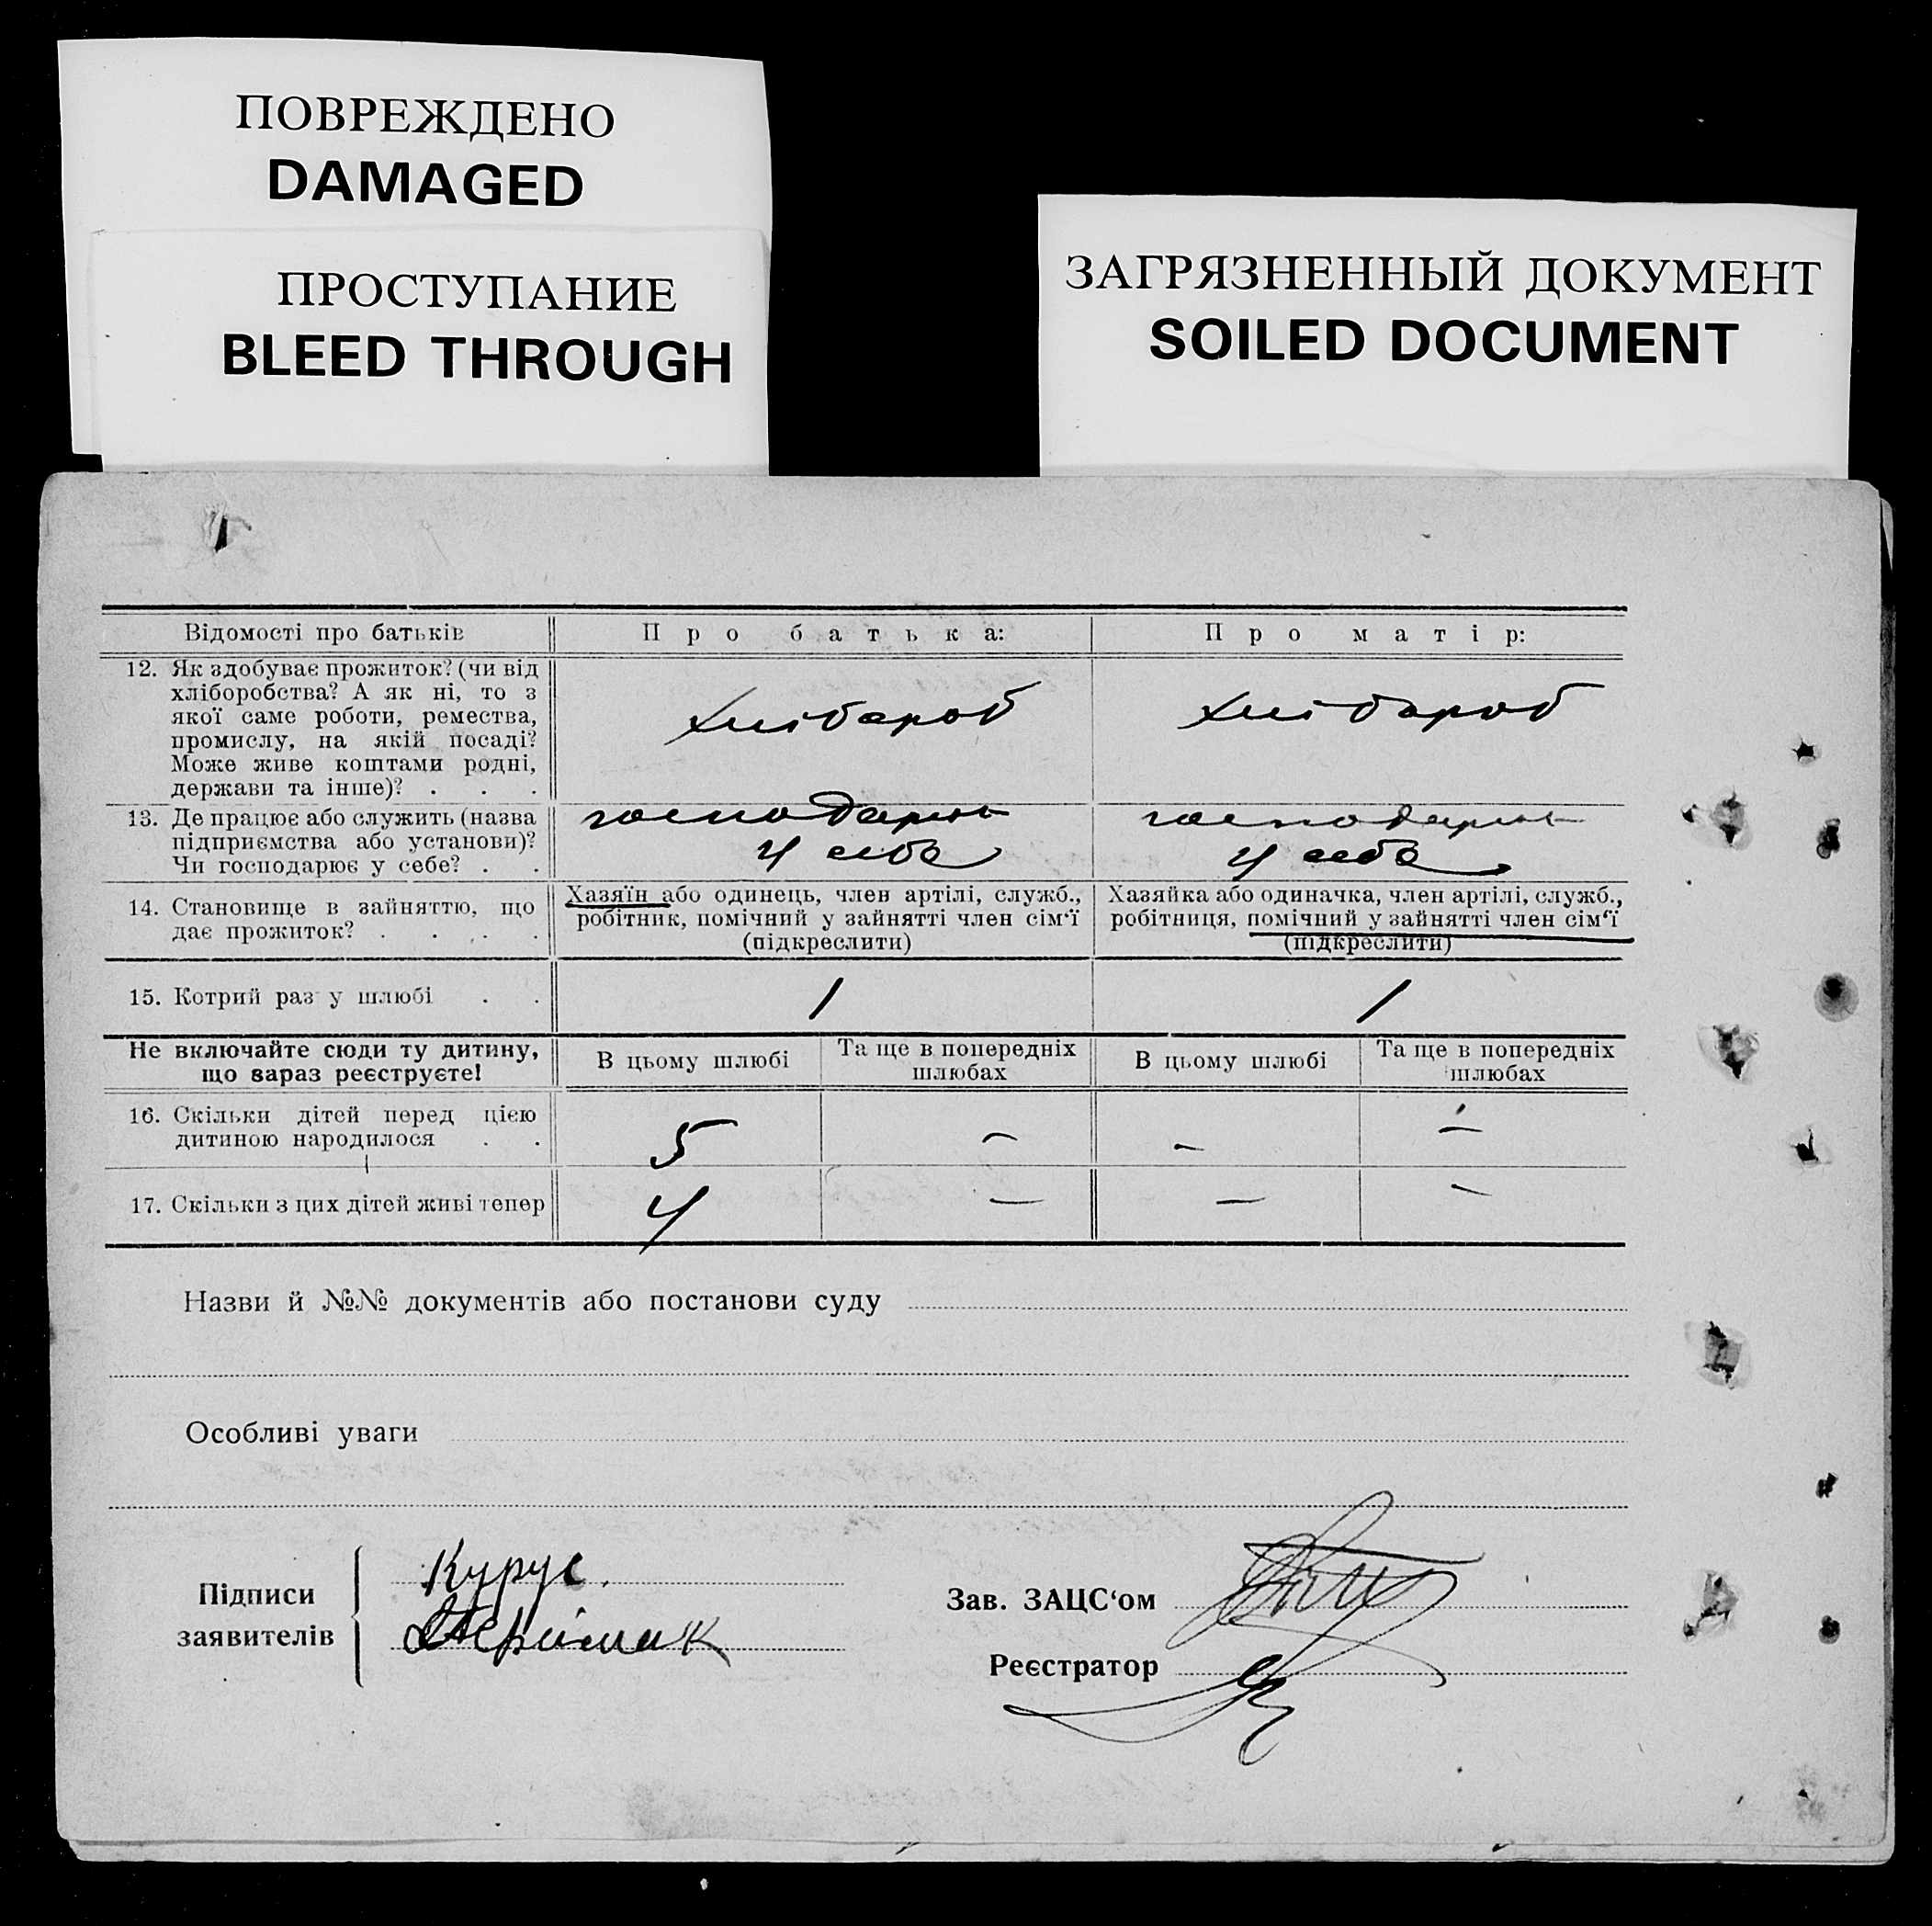 ПОВРЕЖДЕНО
DAMAGED
ПРОСТУПАНИЕ
BLEED THROUGH
ЗАГРЯЗНЕННЫЙ ДОКУМЕНТ
SOILED DOCUMENT
Відомості про батьків Про батька: Про матір:
12. Як здобуває прожиток? (чи від
хліборобства? А як ні, то з
якої саме роботи, ремества,
промислу, на якій посаді?
Може живе коштами родні,
держави та інше)? . . .
хлібороб хлібороб
13. Де працює або служить (назва
підприємства або установи)?
Чи господарює у себе? . .
господарює
у себе
господарює
у себе
14. Становище в зайняттю, що
дає прожиток? . . . .
Хазяїн або одинець, член артілі, служб.,
робітник, помічний у зайнятті член сім‘ї
(підкреслити)
Хазяйка або одиначка, член артілі, служб.,
робітниця, помічний у зайнятті член сім‘ї
(підкреслити)
15. Котрий раз у шлюбі . . 1 1
Не включайте сюди ту дитину,
що вараз реєструєте!
В цьому шлюбі
Та ще в попередніх
шлюбах
В цьому шлюбі
Та ще в попередніх
шлюбах
16. Скільки дітей перед цією
дитиною народилося . .
5 — — —
17. Скільки з цих дітей живі тепер 4 — — —
Назви й №№ документів або постанови суду
Особливі уваги
Підписи
заявителів
Курус.
Зав. ЗАЦС‘ом
Реєстратор